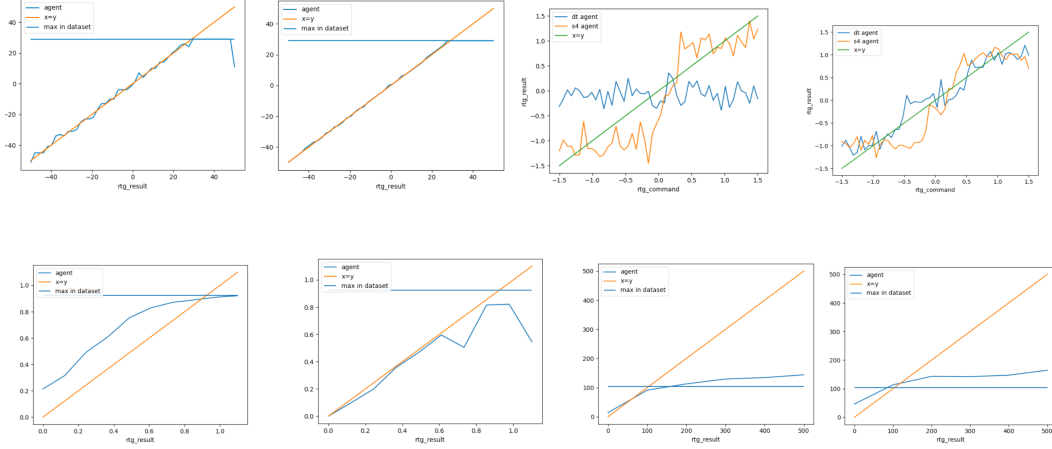 agent
x=y
max in dataset
40
20
0
−20
−40
−40
−20
0
20
40
rtg_result
agent
x=y
max in dataset
40
20
0
−20
−40
−40
−20
0
20
40
rtg_result
dt agent
s4 agent
x=y
1.5
1.0
0.5
0.0
−0.5
−1.0
−1.5
rtg_result
−1.5
−1.0
−0.5
0.0
0.5
1.0
1.5
rtg_command
dt agent
s4 agent
x=y
1.5
1.0
0.5
0.0
−0.5
−1.0
−1.5
rtg_result
−1.5
−1.0
−0.5
0.0
0.5
1.0
1.5
rtg_command
agent
x=y
max in dataset
1.0
0.8
0.6
0.4
0.2
0.0
0.0
0.2
0.4
0.6
0.8
1.0
rtg_result
agent
x=y
max in dataset
1.0
0.8
0.6
0.4
0.2
0.0
0.0
0.2
0.4
0.6
0.8
1.0
rtg_result
agent
x=y
max in dataset
500
400
300
200
100
0
0
100
200
300
400
500
rtg_result
agent
x=y
max in dataset
500
400
300
200
100
0
0
100
200
300
400
500
rtg_result